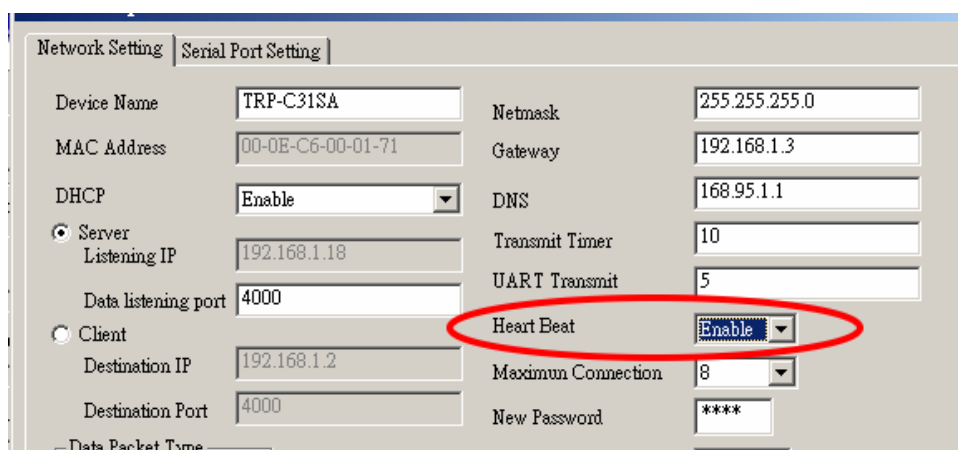 Network Setting
Serial Port Setting
Device Name TRP-C31SA
MAC Address 00-0E-C6-00-01-71
DHCP Enable
Server
Listening IP 192.168.1.18
Data listening port 4000
Client
Destination IP 192.168.1.2
Destination Port 4000
Data Packet Type
Netmask 255.255.255.0
Gateway 192.168.1.3
DNS 168.95.1.1
Transmit Timer 10
UART Transmit 5
Heart Beat Enable
Maximun Connection 8
New Password ****